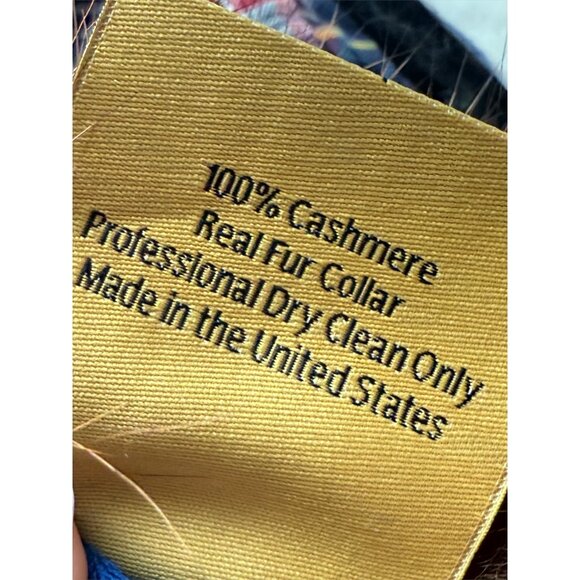 100% Cashmere
Real Fur Collar
Professional Dry Clean Only
Made in the United States